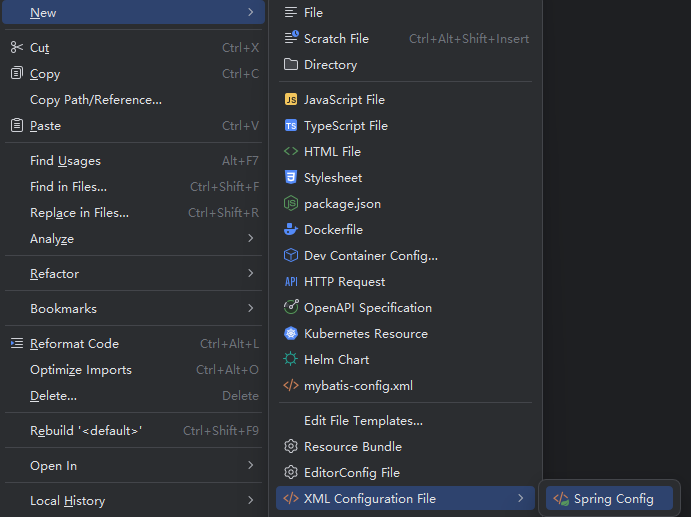 New
Cut Ctrl+X
Copy Ctrl+C
Copy Path/Reference...
Paste Ctrl+V
Find Usages Alt+F7
Find in Files... Ctrl+Shift+F
Replace in Files... Ctrl+Shift+R
Analyze
Refactor
Bookmarks
Reformat Code Ctrl+Alt+L
Optimize Imports Ctrl+Alt+O
Delete... Delete
Rebuild '<default>' Ctrl+Shift+F9
Open In
Local History
File
Scratch File Ctrl+Alt+Shift+Insert
Directory
JS JavaScript File
TS TypeScript File
HTML File
Stylesheet
package.json
Dockerfile
Dev Container Config...
API HTTP Request
OpenAPI Specification
Kubernetes Resource
Helm Chart
mybatis-config.xml
Edit File Templates...
Resource Bundle
EditorConfig File
XML Configuration File
Spring Config